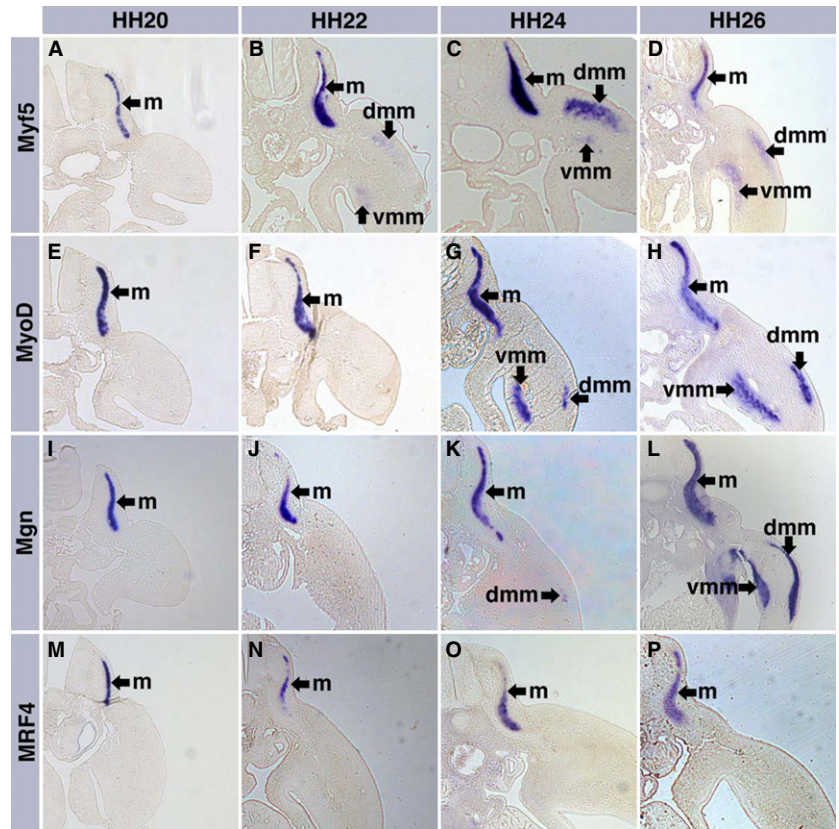 HH20 HH22 HH24 HH26
Myf5
A m
B m dmm vmm
C m dmm vmm
D m dmm vmm
MyoD
E m
F m
G m vmm dmm
H m dmm vmm
Mgn
I m
J m
K m dmm
L m dmm vmm
MRF4
M m
N m
O m
P m